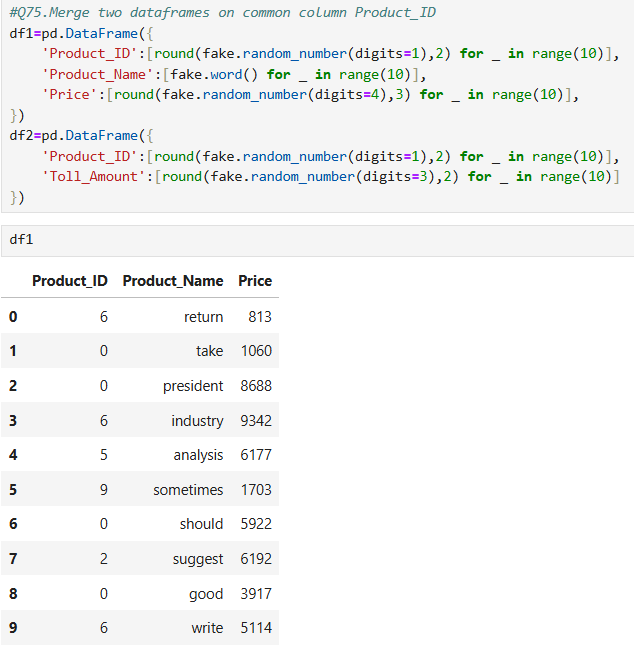 #Q75.Merge two dataframes on common column Product_ID
df1=pd.DataFrame({
    'Product_ID':[round(fake.random_number(digits=1),2) for _ in range(10)],
    'Product_Name':[fake.word() for _ in range(10)],
    'Price':[round(fake.random_number(digits=4),3) for _ in range(10)],
})
df2=pd.DataFrame({
    'Product_ID':[round(fake.random_number(digits=1),2) for _ in range(10)],
    'Toll_Amount':[round(fake.random_number(digits=3),2) for _ in range(10)]
})
df1
Product_ID Product_Name Price
0 6 return 813
1 0 take 1060
2 0 president 8688
3 6 industry 9342
4 5 analysis 6177
5 9 sometimes 1703
6 0 should 5922
7 2 suggest 6192
8 0 good 3917
9 6 write 5114